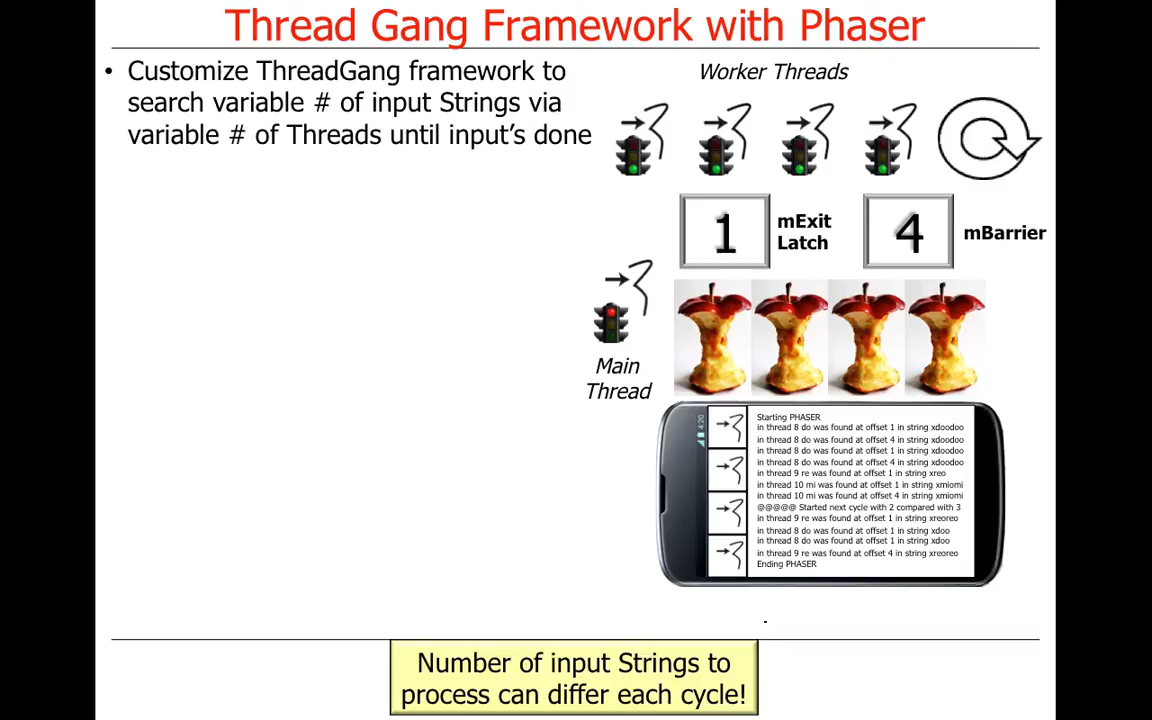 Thread Gang Framework with Phaser
• Customize ThreadGang framework to
search variable # of input Strings via
variable # of Threads until input’s done
Worker Threads
1
mExit
Latch
4
mBarrier
Main
Thread
4:20
Starting PHASER
in thread 8 do was found at offset 1 in string xdoodoo
in thread 8 do was found at offset 4 in string xdoodoo
in thread 8 do was found at offset 1 in string xdoodoo
in thread 8 do was found at offset 4 in string xdoodoo
in thread 9 re was found at offset 1 in string xreo
in thread 10 mi was found at offset 1 in string xmiomi
in thread 10 mi was found at offset 4 in string xmiomi
@@@@@ Started next cycle with 2 compared with 3
in thread 9 re was found at offset 1 in string xreoreo
in thread 8 do was found at offset 1 in string xdoo
in thread 8 do was found at offset 1 in string xdoo
in thread 9 re was found at offset 4 in string xreoreo
Ending PHASER
Number of input Strings to
process can differ each cycle!